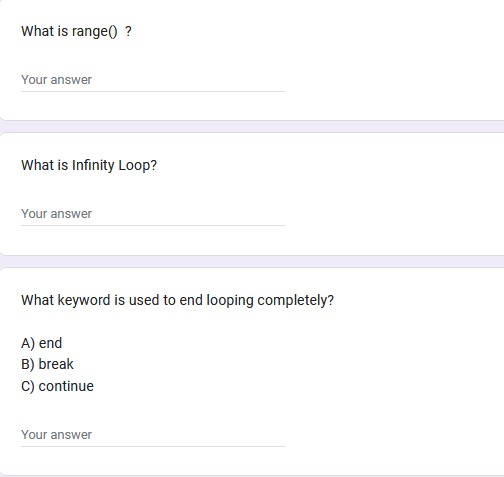 What is range() ?
Your answer
What is Infinity Loop?
Your answer
What keyword is used to end looping completely?
A) end
B) break
C) continue
Your answer